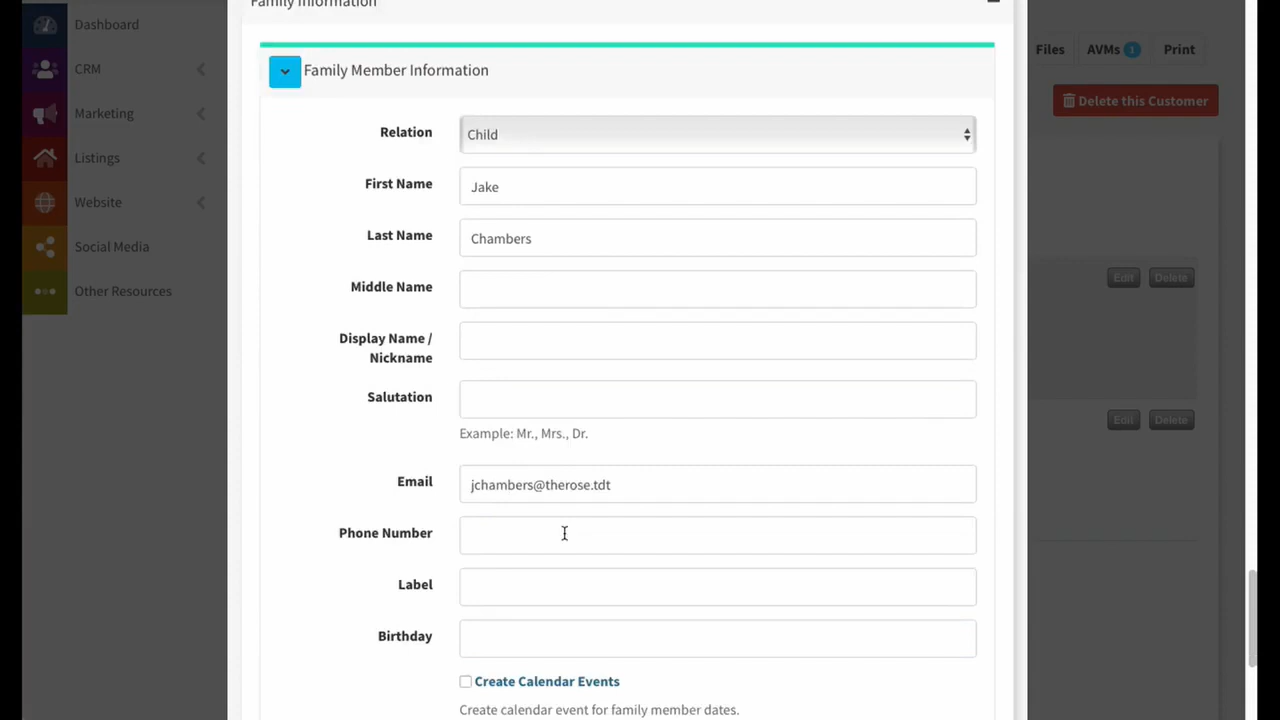 Family Information
Dashboard
CRM
Marketing
Listings
Website
Social Media
Other Resources
Files
AVMs 1
Print
Delete this Customer
Edit
Delete
Edit
Delete
Family Member Information
Relation
Child
First Name
Jake
Last Name
Chambers
Middle Name
Display Name /
Nickname
Salutation
Example: Mr., Mrs., Dr.
Email
jchambers@therose.tdt
Phone Number
Label
Birthday
Create Calendar Events
Create calendar event for family member dates.